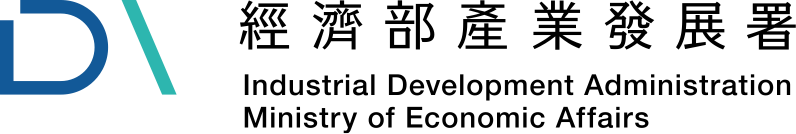 經濟部產業發展署
Industrial Development Administration
Ministry of Economic Affairs